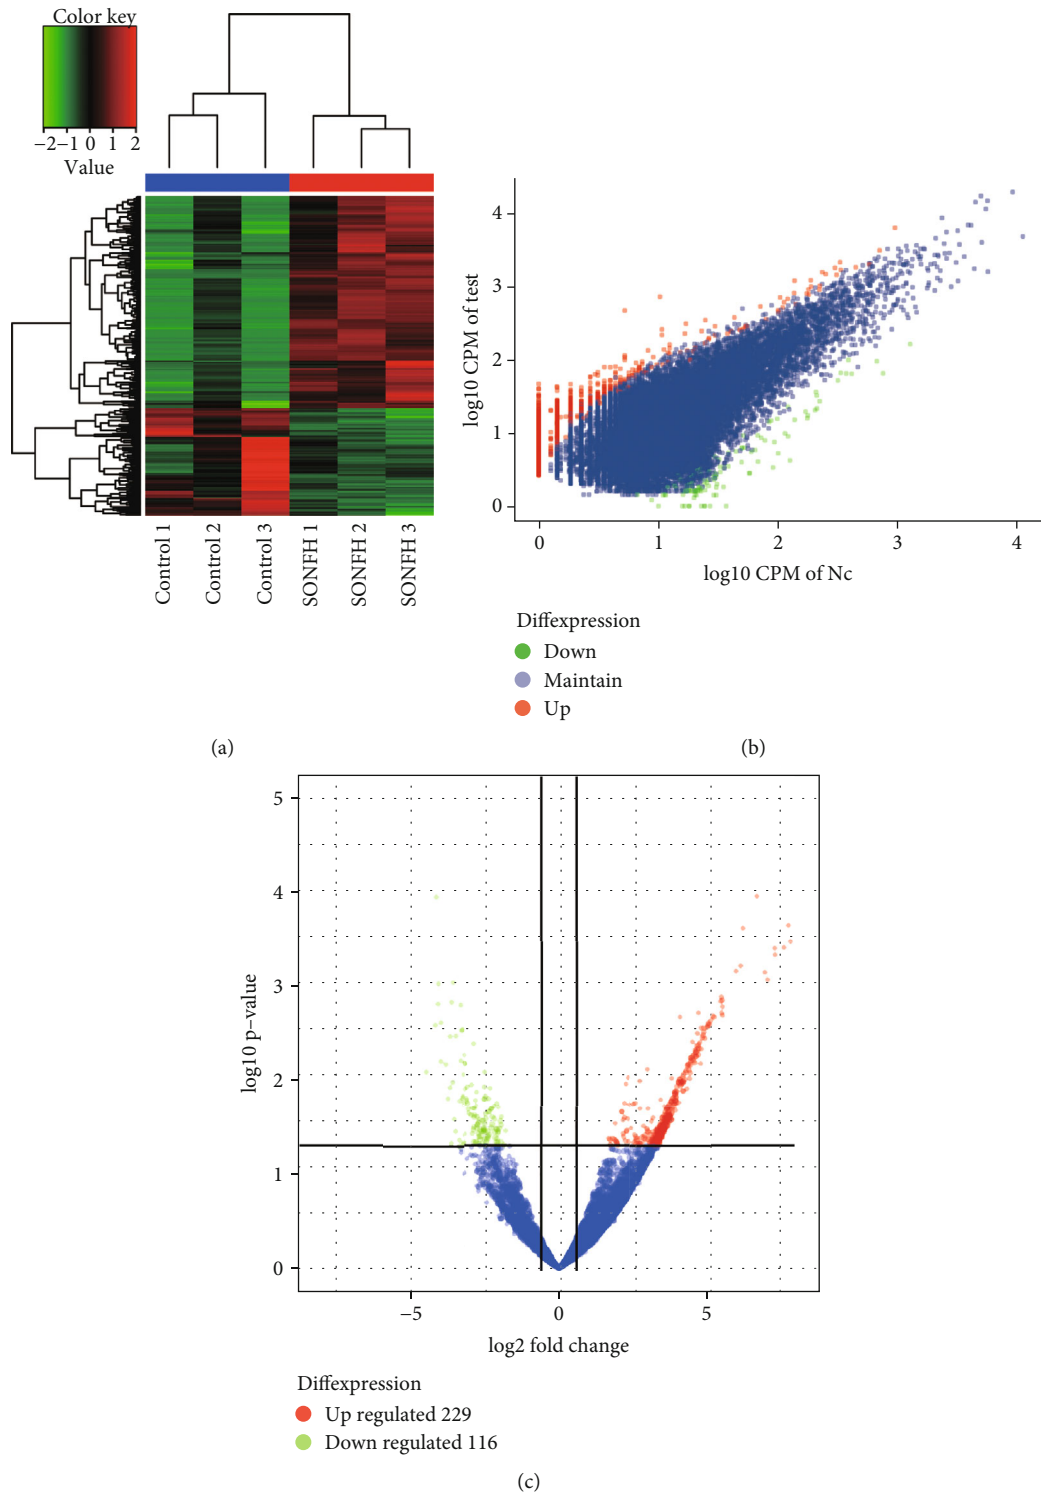 Color key
−2−1 0 1 2
Value
Control 1
Control 2
Control 3
SONFH 1
SONFH 2
SONFH 3
(a)
log10 CPM of test
4
3
2
1
0
0 1 2 3 4
log10 CPM of Nc
Diffexpression
Down
Maintain
Up
(b)
log10 p−value
5
4
3
2
1
0
−5 0 5
log2 fold change
Diffexpression
Up regulated 229
Down regulated 116
(c)